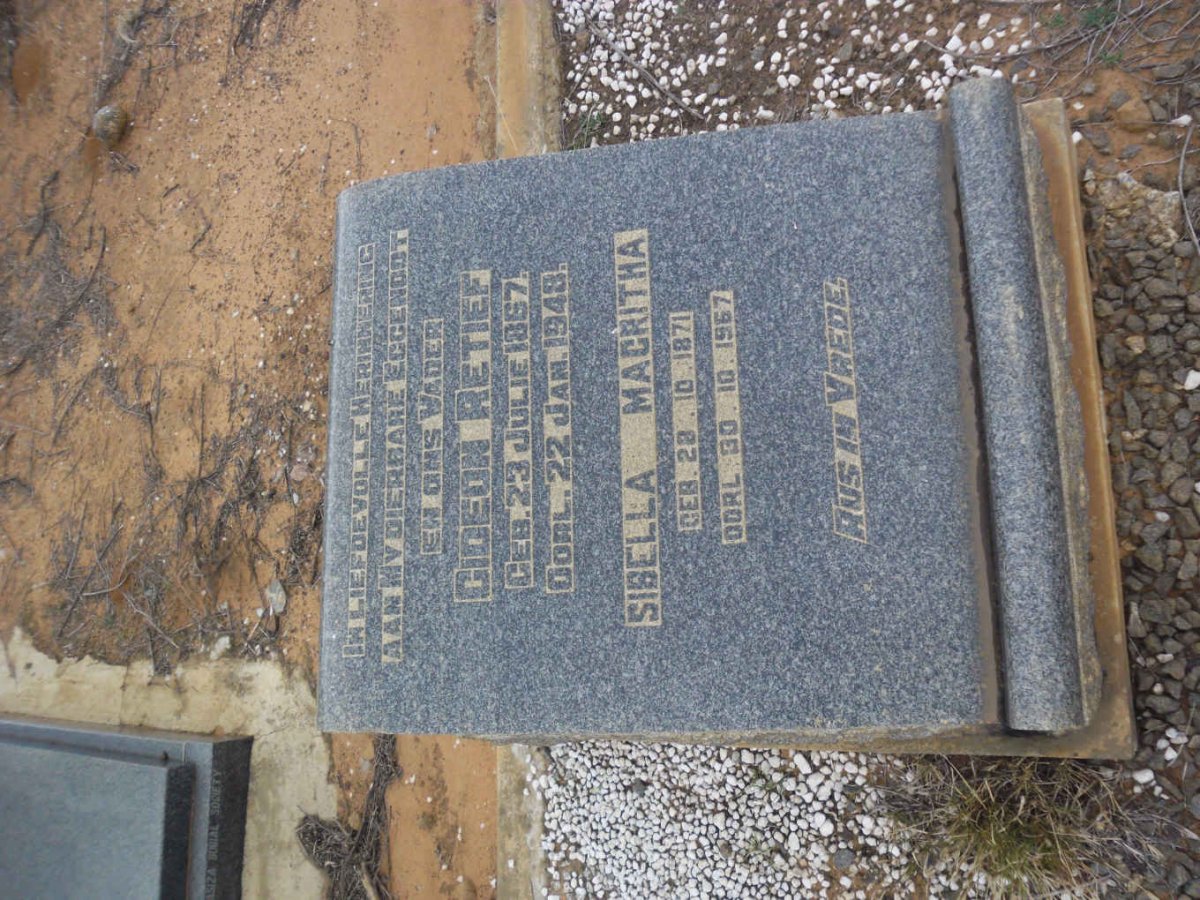 IN LIEFDEVOLLE HERINNERING
AAN MY DIERBARE EGGENOOT
EN ONS VADER
GIDEON RETIEF
GEB. 23 JULIE 1867.
OORL. 22 JAN. 1948.
SIBELLA MAGRITHA
GEB 28.10 1871
OORL. 30.10 1967
RUS IN VREDE.
BURIAL